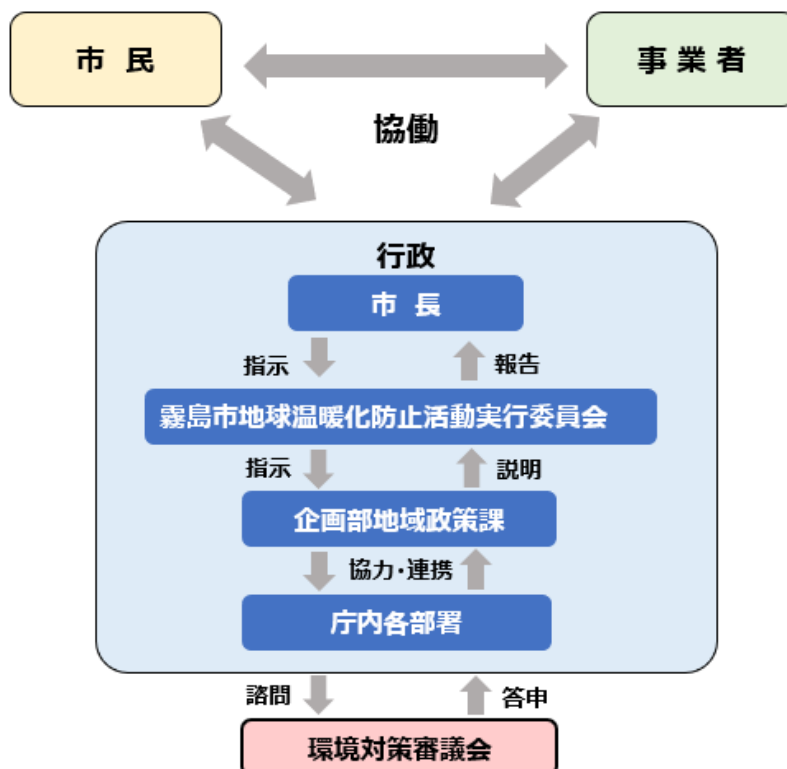 市 民
事 業 者
協働
行政
市 長
指示
報告
霧島市地球温暖化防止活動実行委員会
指示
説明
企画部地域政策課
協力・連携
庁内各部署
諮問
答申
環境対策審議会